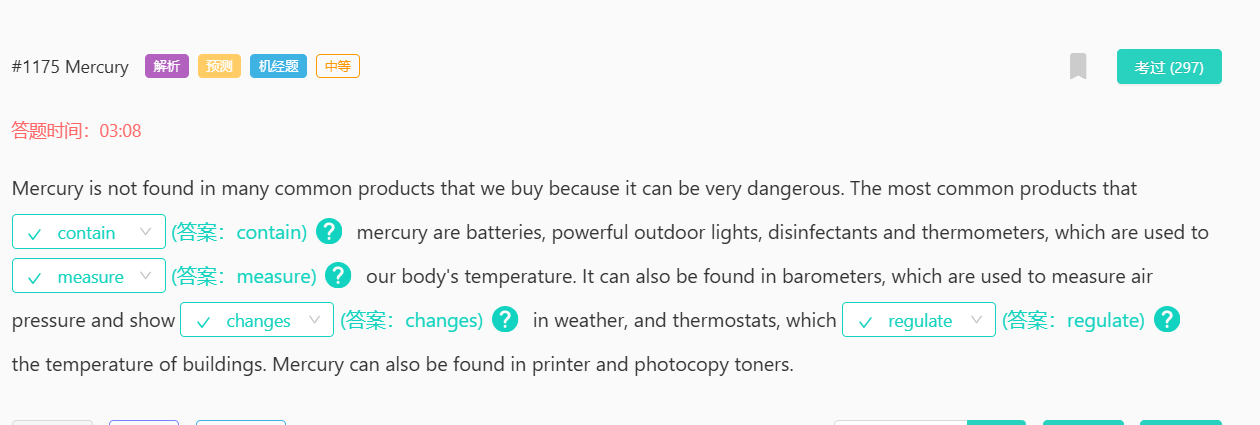 #1175 Mercury 解析 预测 机经题 中等 考过 (297)
答题时间：03:08
Mercury is not found in many common products that we buy because it can be very dangerous. The most common products that
contain (答案：contain) ? mercury are batteries, powerful outdoor lights, disinfectants and thermometers, which are used to
measure (答案：measure) ? our body's temperature. It can also be found in barometers, which are used to measure air
pressure and show changes (答案：changes) ? in weather, and thermostats, which regulate (答案：regulate) ?
the temperature of buildings. Mercury can also be found in printer and photocopy toners.